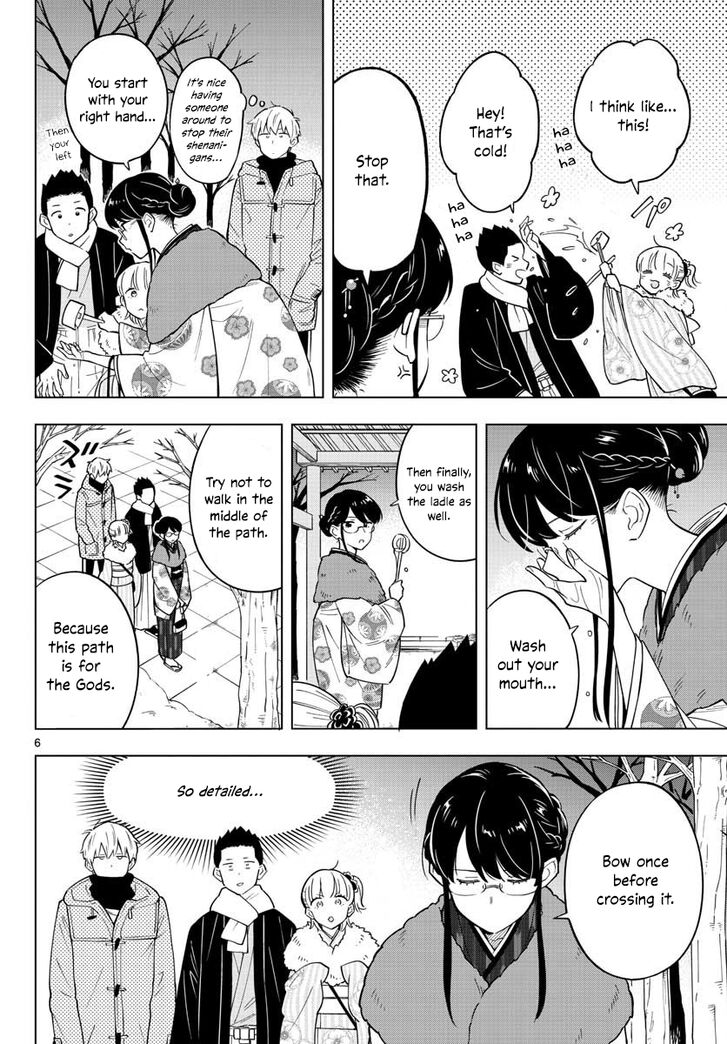 I think like...
this!
Hey!
That's
cold!
ha
ha
ha
ha
ha
ha
Stop
that.
It's nice
having
someone
around to
stop their
shenani-
gans...
You start
with your
right hand...
Then
your
left
Wash
out your
mouth...
Then finally,
you wash
the ladle
as well.
Try not to
walk in the
middle of
the path.
Because
this path
is for
the Gods.
6
Bow once
before
crossing it.
So detailed...